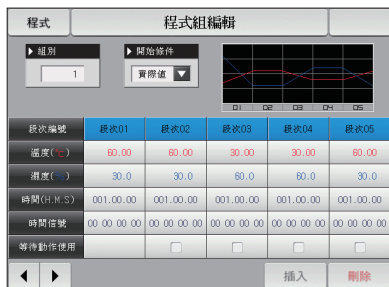 程式 程式組編輯
▶ 組別 ▶ 開始條件
1 實際值 ▼
01 02 03 04 05
段次編號 段次01 段次02 段次03 段次04 段次05
溫度(℃) 60.00 60.00 30.00 30.00 60.00
濕度(%) 30.0 30.0 60.0 60.0 30.0
時間(H.M.S) 001.00.00 001.00.00 001.00.00 001.00.00 001.00.00
時間信號 00 00 00 00 00 00 00 00 00 00 00 00 00 00 00 00 00 00 00 00
等待動作使用
◀ ▶ 插入 刪除